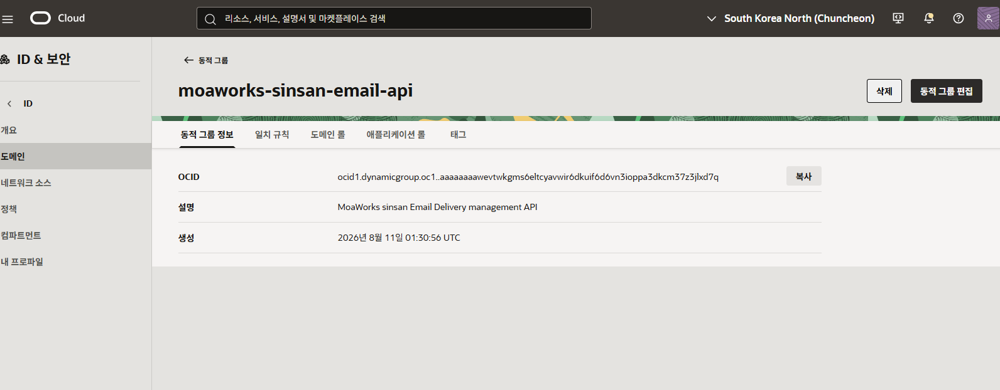 Cloud
리소스, 서비스, 설명서 및 마켓플레이스 검색
South Korea North (Chuncheon)
ID & 보안
ID
개요
도메인
네트워크 소스
정책
컴파트먼트
내 프로파일
동적 그룹
moaworks-sinsan-email-api
삭제
동적 그룹 편집
동적 그룹 정보
일치 규칙
도메인 롤
애플리케이션 롤
태그
OCID
ocid1.dynamicgroup.oc1..aaaaaaaawevtwkgms6eltcyavwir6dkuif6d6vn3ioppa3dkcm37z3jlxd7q
복사
설명
MoaWorks sinsan Email Delivery management API
생성
2026년 8월 11일 01:30:56 UTC